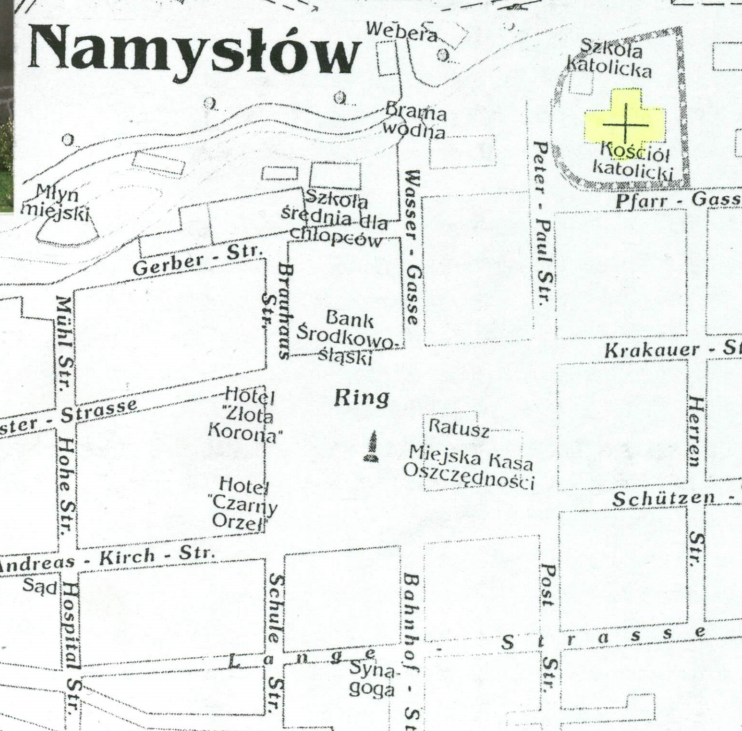 Namysłów
Webera
Szkoła
katolicka
Brama
wodna
Kościół
katolicki
Peter - Paul Str.
Młyn
miejski
Szkoła
średnia dla
chłopców
Wasser - Gasse
Pfarr - Gass
Gerber - Str.
Brauhaus
Str.
Mühl Str.
Bank
Środkowo-
śląski
Krakauer - St
Ring
Hotel
"Złota
Korona"
ster - Strasse
Herren
Str.
Ratusz
Miejska Kasa
Oszczędności
Hohe Str.
Hotel
"Czarny
Orzeł"
Schützen -
Andreas - Kirch - Str.
Sąd
Hospital Str.
Schule Str.
Bahnhof - St
Post
Str.
Lange - Strasse
Syna-
goga